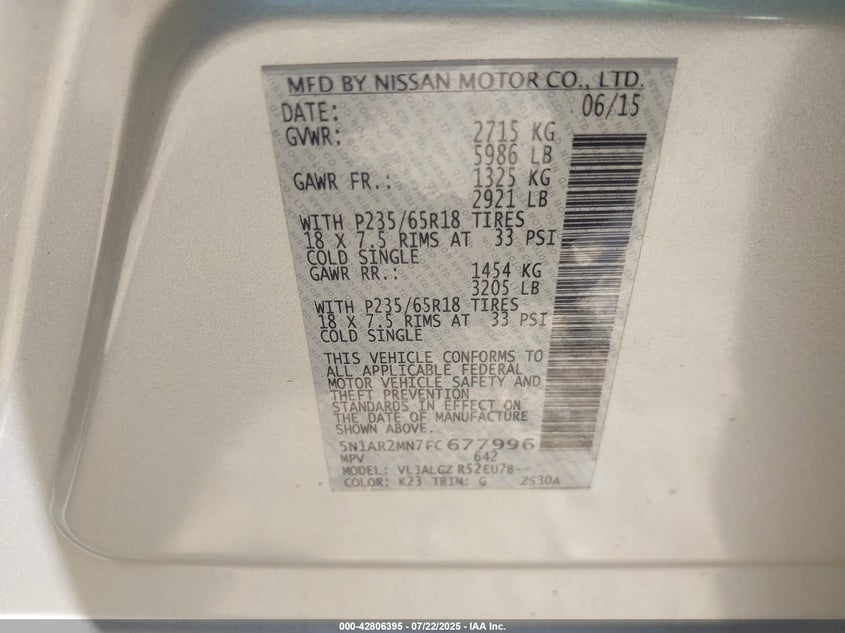 MFD BY NISSAN MOTOR CO., LTD.
DATE: 06/15
GVWR: 2715 KG
5986 LB
GAWR FR.: 1325 KG
2921 LB
WITH P235/65R18 TIRES
18 X 7.5 RIMS AT 33 PSI
COLD SINGLE
GAWR RR.: 1454 KG
3205 LB
WITH P235/65R18 TIRES
18 X 7.5 RIMS AT 33 PSI
COLD SINGLE
THIS VEHICLE CONFORMS TO
ALL APPLICABLE FEDERAL
MOTOR VEHICLE SAFETY AND
THEFT PREVENTION
STANDARDS IN EFFECT ON
THE DATE OF MANUFACTURE
SHOWN ABOVE.
5N1AR2MN7FC677996
MPV 642
MODEL: VLJALGZ R52EU78--
COLOR: K23 TRIM: G 2S30A
000-42806395 - 07/22/2025 - IAA Inc.